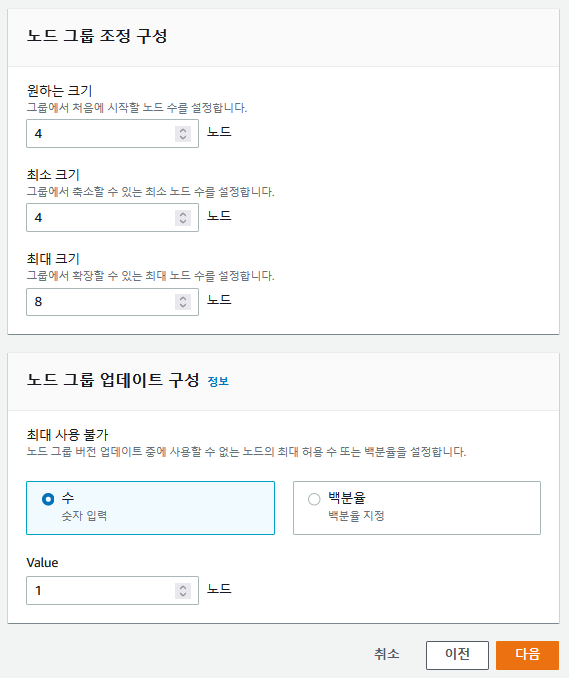 노드 그룹 조정 구성
원하는 크기
그룹에서 처음에 시작할 노드 수를 설정합니다.
4 노드
최소 크기
그룹에서 축소할 수 있는 최소 노드 수를 설정합니다.
4 노드
최대 크기
그룹에서 확장할 수 있는 최대 노드 수를 설정합니다.
8 노드
노드 그룹 업데이트 구성 정보
최대 사용 불가
노드 그룹 버전 업데이트 중에 사용할 수 없는 노드의 최대 허용 수 또는 백분율을 설정합니다.
수
숫자 입력
백분율
백분율 지정
Value
1 노드
취소 이전 다음